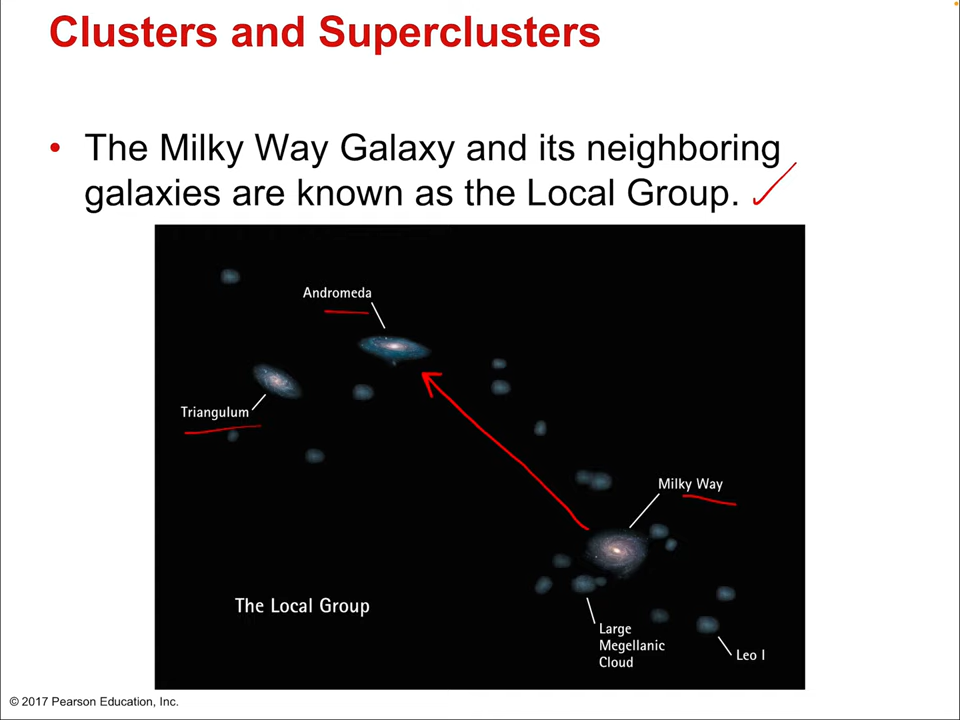 Clusters and Superclusters
• The Milky Way Galaxy and its neighboring
galaxies are known as the Local Group.
Andromeda
Triangulum
Milky Way
The Local Group
Large
Megellanic
Cloud
Leo I
© 2017 Pearson Education, Inc.